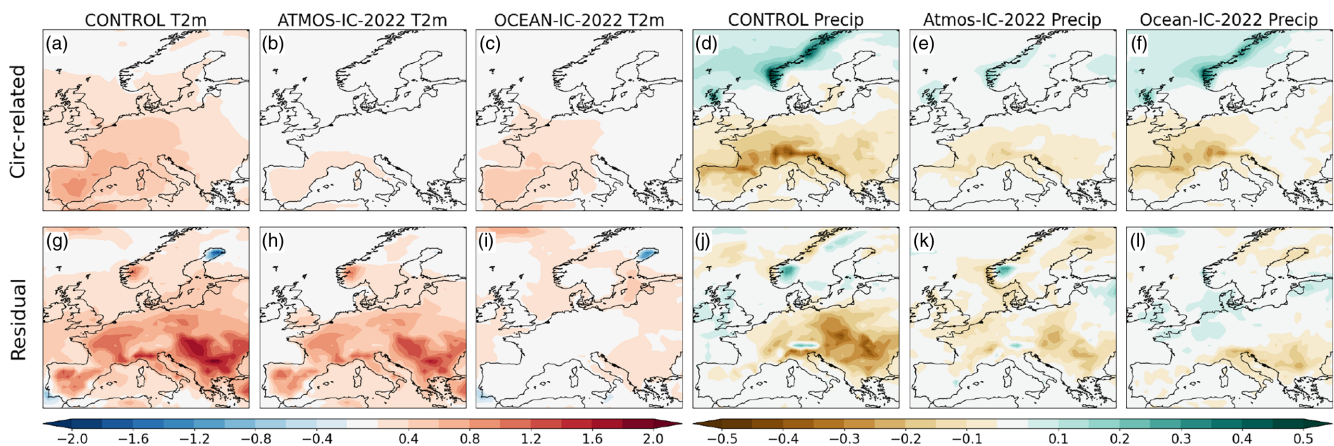 CONTROL T2m ATMOS-IC-2022 T2m OCEAN-IC-2022 T2m CONTROL Precip Atmos-IC-2022 Precip Ocean-IC-2022 Precip
(a) (b) (c) (d) (e) (f)
Circ-related
(g) (h) (i) (j) (k) (l)
Residual
−2.0 −1.6 −1.2 −0.8 −0.4 0.4 0.8 1.2 1.6 2.0 −0.5 −0.4 −0.3 −0.2 −0.1 0.1 0.2 0.3 0.4 0.5